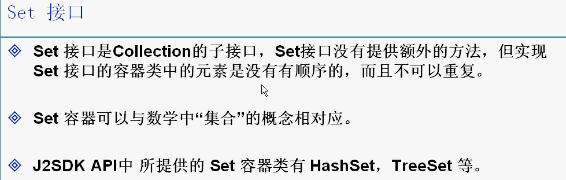 Set 接口
Set 接口是Collection的子接口，Set接口没有提供额外的方法，但实现
Set 接口的容器类中的元素是没有有顺序的，而且不可以重复。
Set 容器可以与数学中“集合”的概念相对应。
J2SDK API中 所提供的 Set 容器类有 HashSet，TreeSet 等。